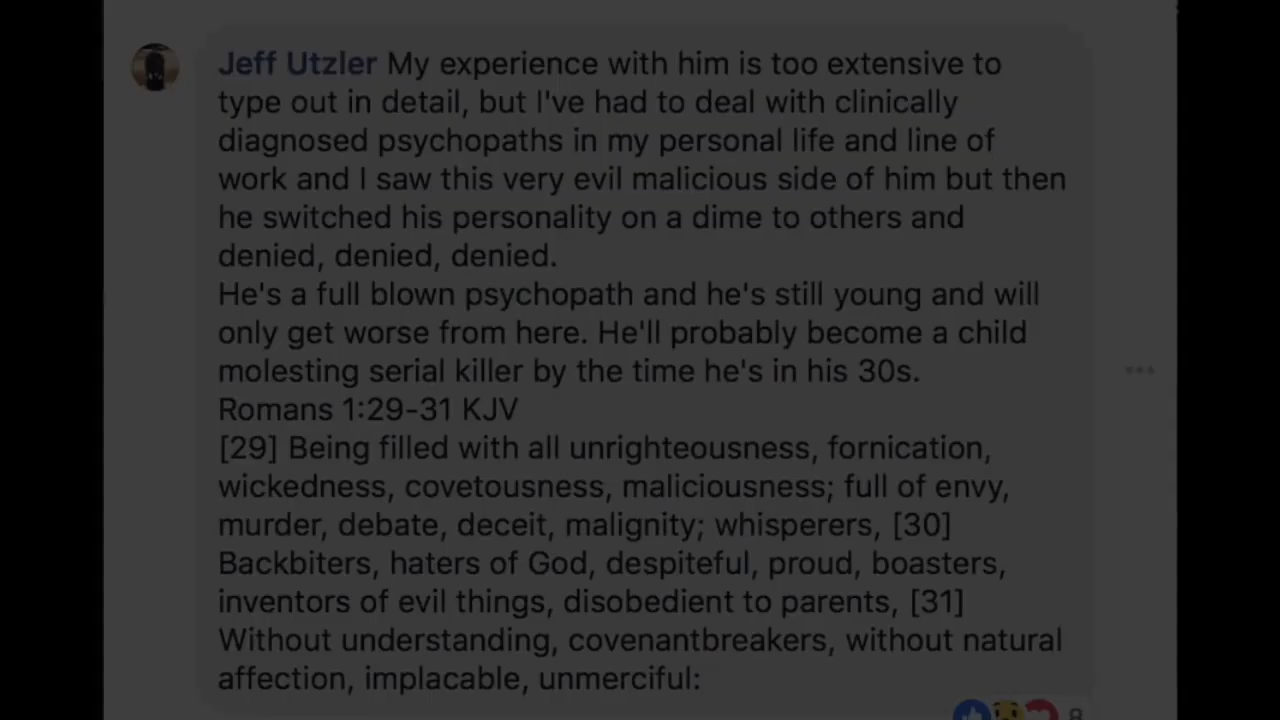 Jeff Utzler My experience with him is too extensive to
type out in detail, but I've had to deal with clinically
diagnosed psychopaths in my personal life and line of
work and I saw this very evil malicious side of him but then
he switched his personality on a dime to others and
denied, denied, denied.
He's a full blown psychopath and he's still young and will
only get worse from here. He'll probably become a child
molesting serial killer by the time he's in his 30s.
Romans 1:29-31 KJV
[29] Being filled with all unrighteousness, fornication,
wickedness, covetousness, maliciousness; full of envy,
murder, debate, deceit, malignity; whisperers, [30]
Backbiters, haters of God, despiteful, proud, boasters,
inventors of evil things, disobedient to parents, [31]
Without understanding, covenantbreakers, without natural
affection, implacable, unmerciful:
8